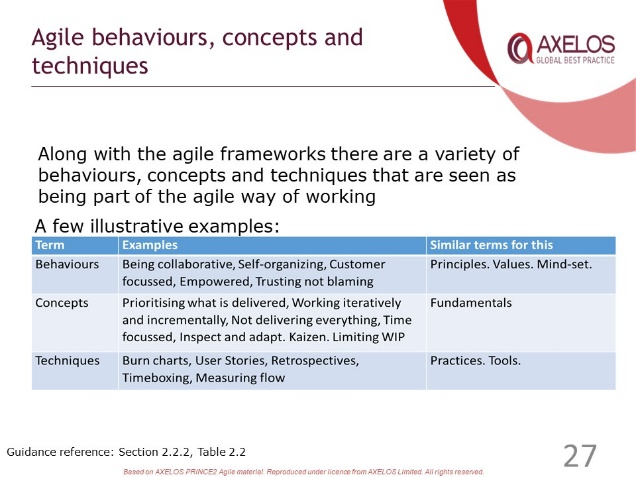 Agile behaviours, concepts and
techniques
AXELOS
GLOBAL BEST PRACTICE
Along with the agile frameworks there are a variety of
behaviours, concepts and techniques that are seen as
being part of the agile way of working
A few illustrative examples:
Term Examples Similar terms for this
Behaviours Being collaborative, Self-organizing, Customer Principles. Values. Mind-set.
focussed, Empowered, Trusting not blaming
Concepts Prioritising what is delivered, Working iteratively Fundamentals
and incrementally, Not delivering everything, Time
focussed, Inspect and adapt. Kaizen. Limiting WIP
Techniques Burn charts, User Stories, Retrospectives, Practices. Tools.
Timeboxing, Measuring flow
Guidance reference: Section 2.2.2, Table 2.2
27
Based on AXELOS PRINCE2 Agile material. Reproduced under licence from AXELOS Limited. All rights reserved.